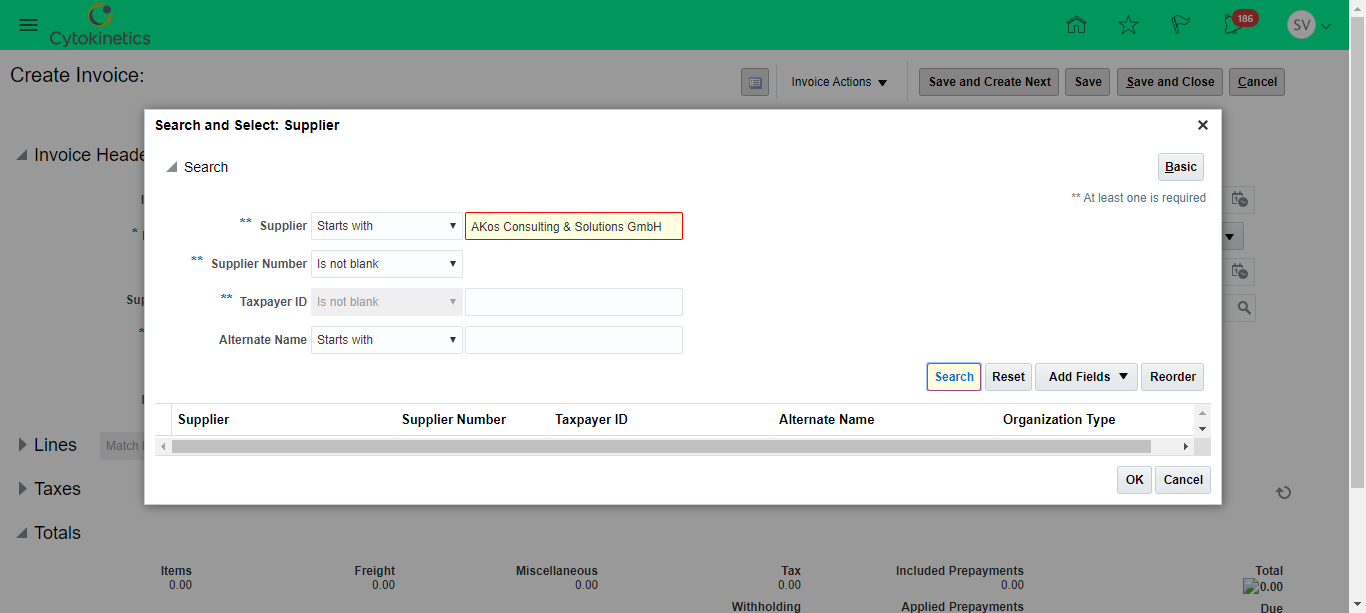 Cytokinetics
186
SV
Create Invoice:
Invoice Actions
Save and Create Next
Save
Save and Close
Cancel
Search and Select: Supplier
Invoice Heade
Search
Basic
** At least one is required
** Supplier Starts with AKos Consulting & Solutions GmbH
** Supplier Number Is not blank
** Taxpayer ID Is not blank
Alternate Name Starts with
Search Reset Add Fields Reorder
Supplier Supplier Number Taxpayer ID Alternate Name Organization Type
Lines Match
OK Cancel
Taxes
Totals
Items Freight Miscellaneous Tax Included Prepayments Total
0.00 0.00 0.00 0.00 0.00 0.00
Withholding Applied Prepayments Due